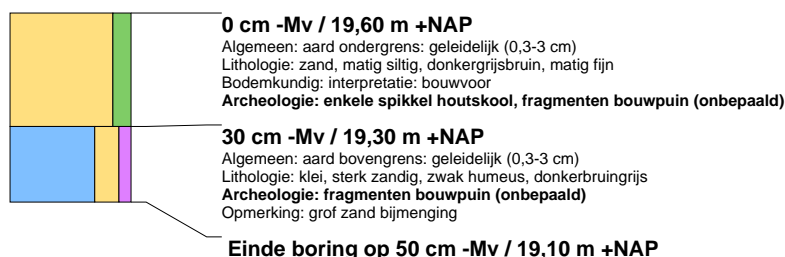 0 cm -Mv / 19,60 m +NAP
Algemeen: aard ondergrens: geleidelijk (0,3-3 cm)
Lithologie: zand, matig siltig, donkergrijsbruin, matig fijn
Bodemkundig: interpretatie: bouwvoor
Archeologie: enkele spikkel houtskool, fragmenten bouwpuin (onbepaald)
30 cm -Mv / 19,30 m +NAP
Algemeen: aard bovengrens: geleidelijk (0,3-3 cm)
Lithologie: klei, sterk zandig, zwak humeus, donkerbruingrijs
Archeologie: fragmenten bouwpuin (onbepaald)
Opmerking: grof zand bijmenging
Einde boring op 50 cm -Mv / 19,10 m +NAP